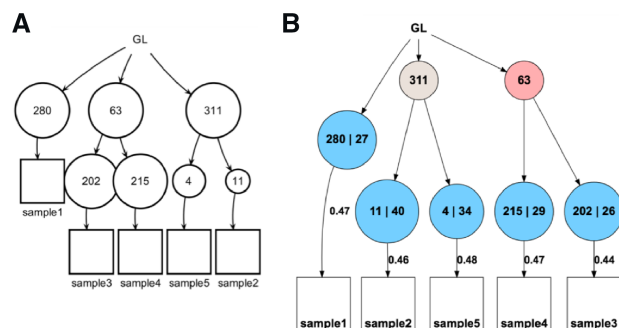 A
GL
280
63
311
202
215
4
11
sample1
sample3
sample4
sample5
sample2
B
GL
311
63
280 | 27
11 | 40
4 | 34
215 | 29
202 | 26
0.47
0.46
0.48
0.47
0.44
sample1
sample2
sample5
sample4
sample3